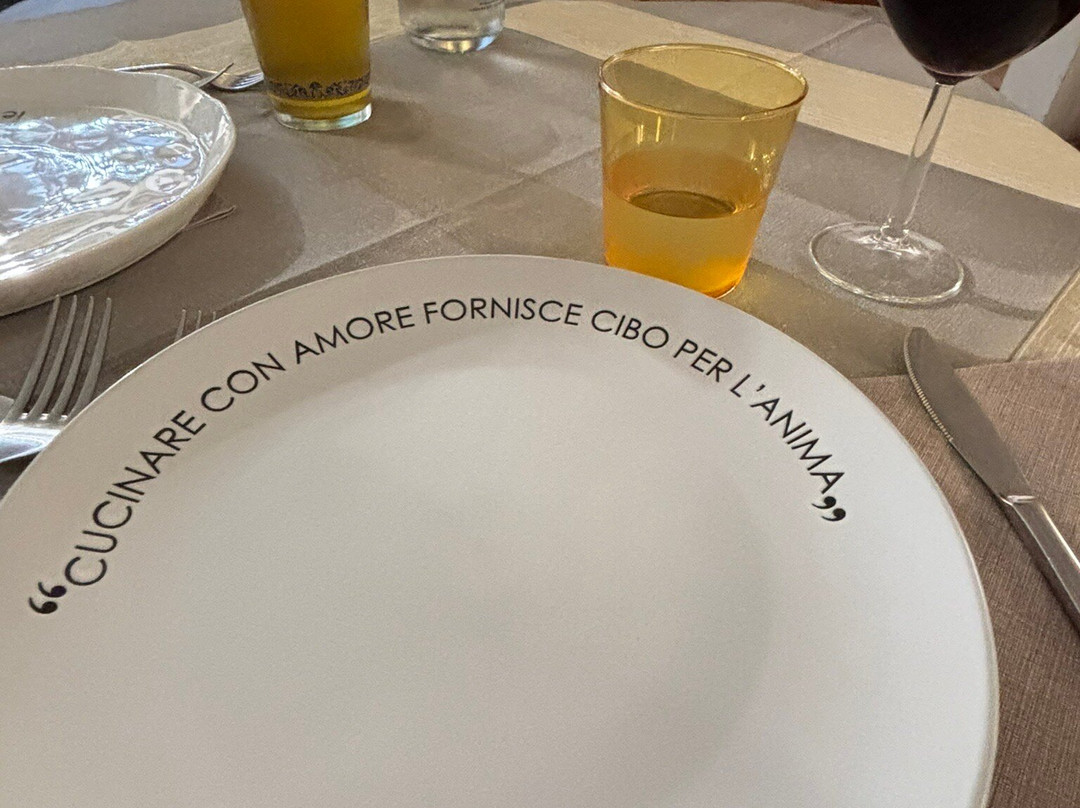 “CUCINARE CON AMORE FORNISCE CIBO PER L'ANIMA”